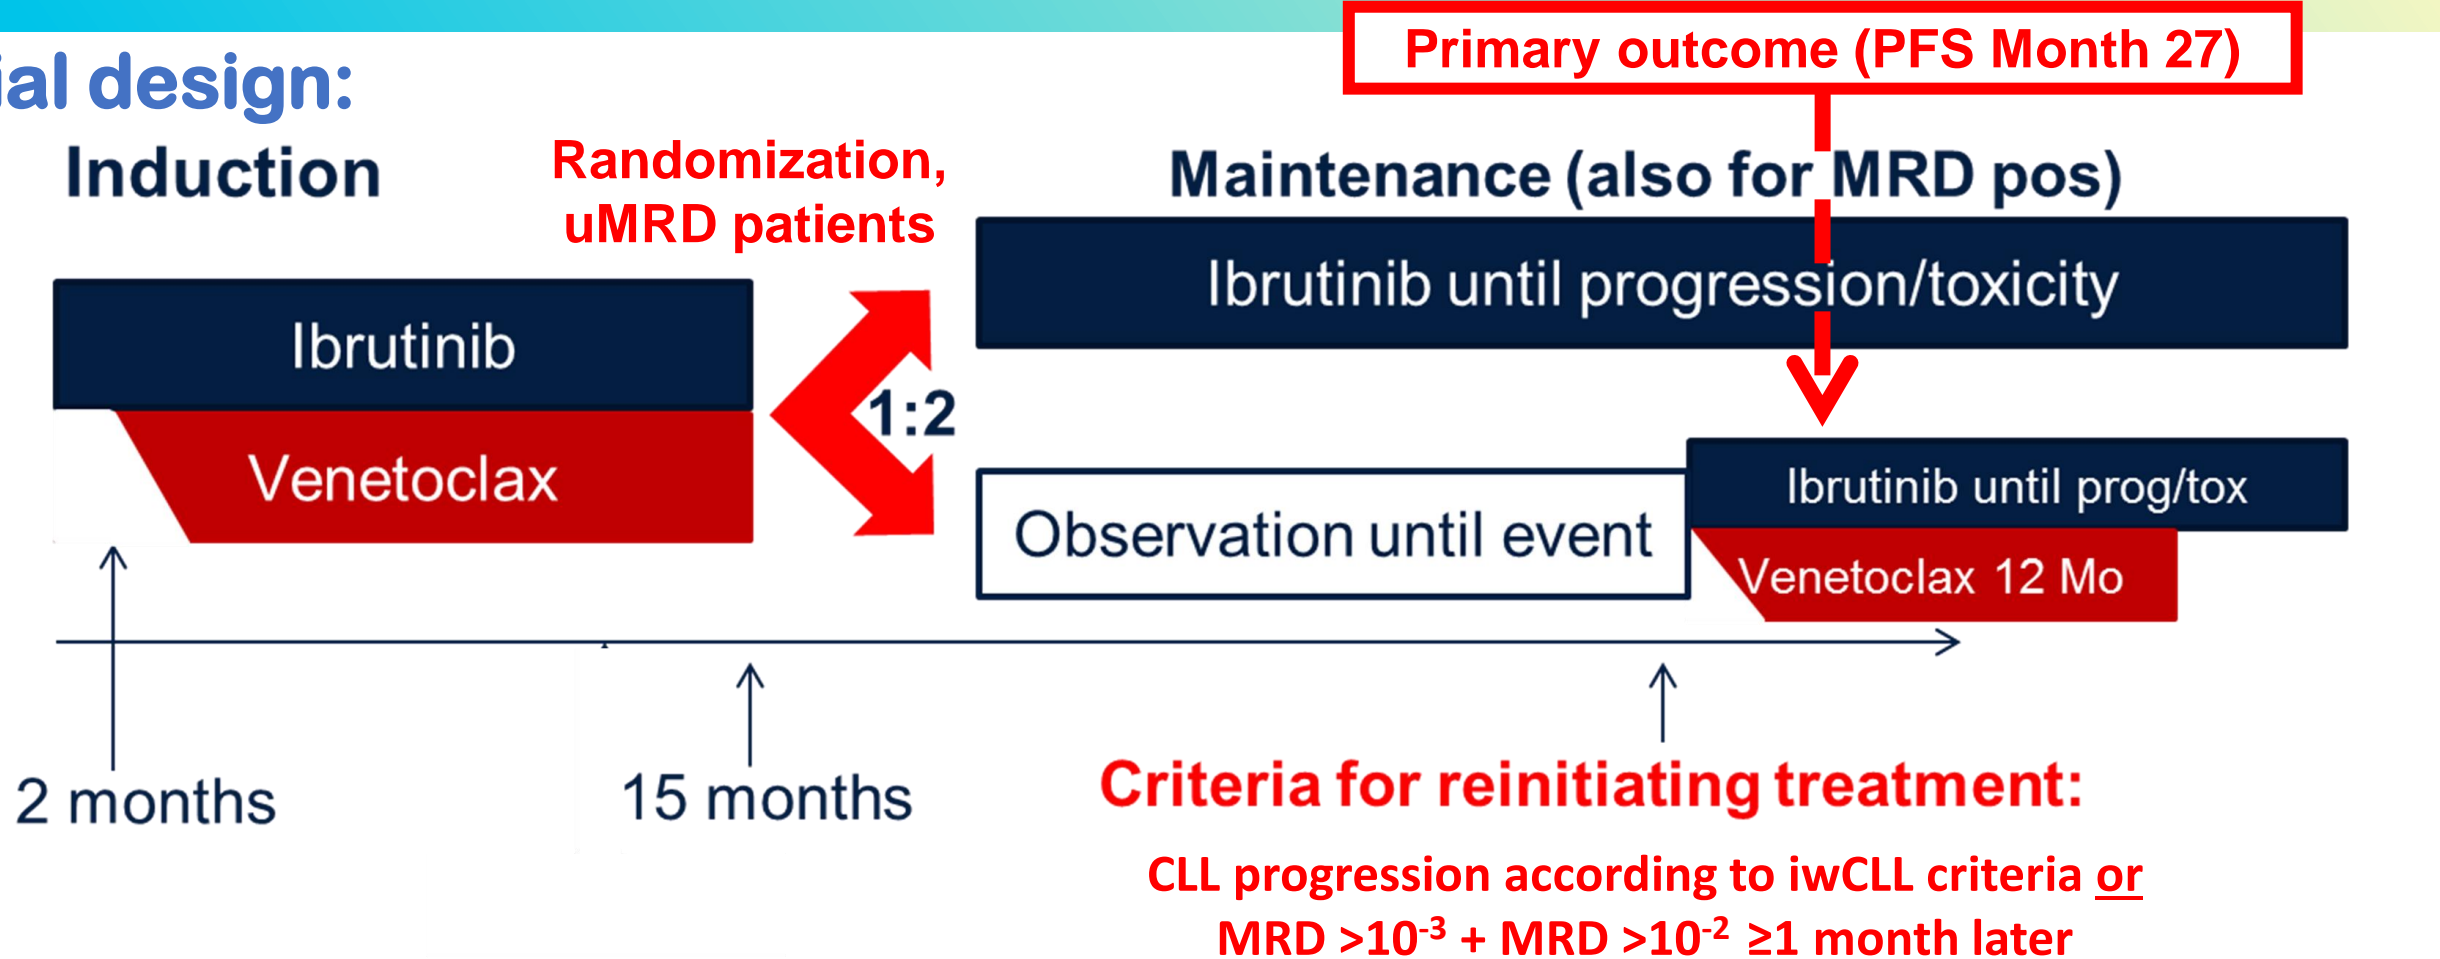 Primary outcome (PFS Month 27)
ial design:
Induction
Randomization,
uMRD patients
Maintenance (also for MRD pos)
Ibrutinib until progression/toxicity
Ibrutinib
1:2
Venetoclax
Ibrutinib until prog/tox
Observation until event
Venetoclax 12 Mo
2 months
15 months
Criteria for reinitiating treatment:
CLL progression according to iwCLL criteria or
MRD >10⁻³ + MRD >10⁻² ≥1 month later